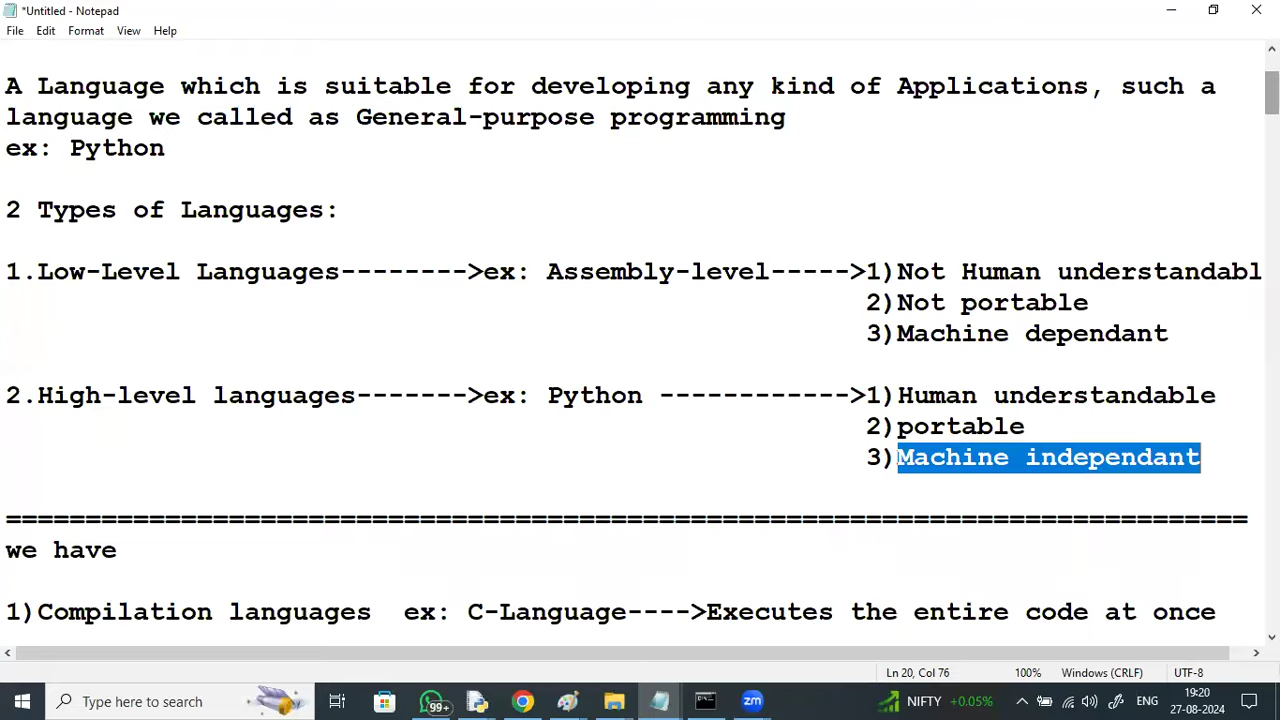 *Untitled - Notepad
File Edit Format View Help
A Language which is suitable for developing any kind of Applications, such a
language we called as General-purpose programming
ex: Python
2 Types of Languages:
1.Low-Level Languages-------->ex: Assembly-level----->1)Not Human understandabl
2)Not portable
3)Machine dependant
2.High-level languages------->ex: Python ------------>1)Human understandable
2)portable
3)Machine independant
==============================================================================
we have
1)Compilation languages  ex: C-Language---->Executes the entire code at once
Ln 20, Col 76 100% Windows (CRLF) UTF-8
Type here to search 99+ zm NIFTY +0.05% ENG 19:20
27-08-2024